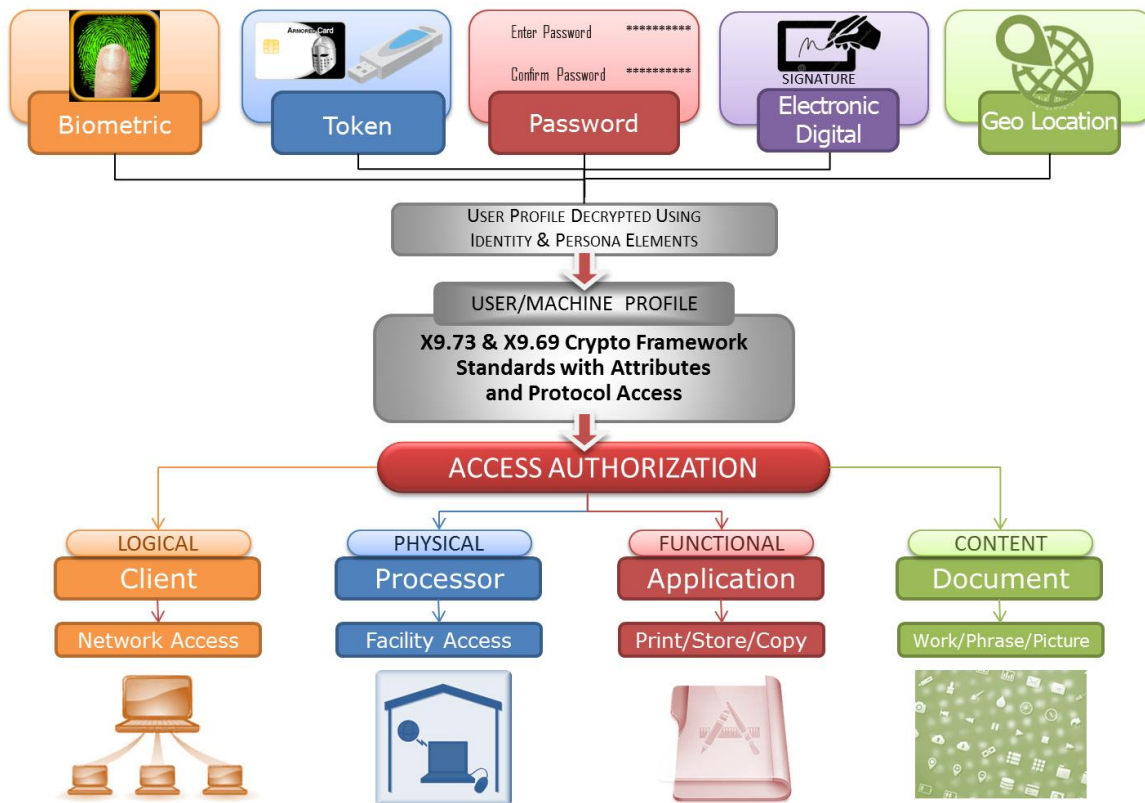 ARMORED CARD
Enter Password **********
Confirm Password **********
SIGNATURE
Biometric
Token
Password
Electronic
Digital
Geo Location
USER PROFILE DECRYPTED USING
IDENTITY & PERSONA ELEMENTS
USER/MACHINE PROFILE
X9.73 & X9.69 Crypto Framework
Standards with Attributes
and Protocol Access
ACCESS AUTHORIZATION
LOGICAL
PHYSICAL
FUNCTIONAL
CONTENT
Client
Processor
Application
Document
Network Access
Facility Access
Print/Store/Copy
Work/Phrase/Picture